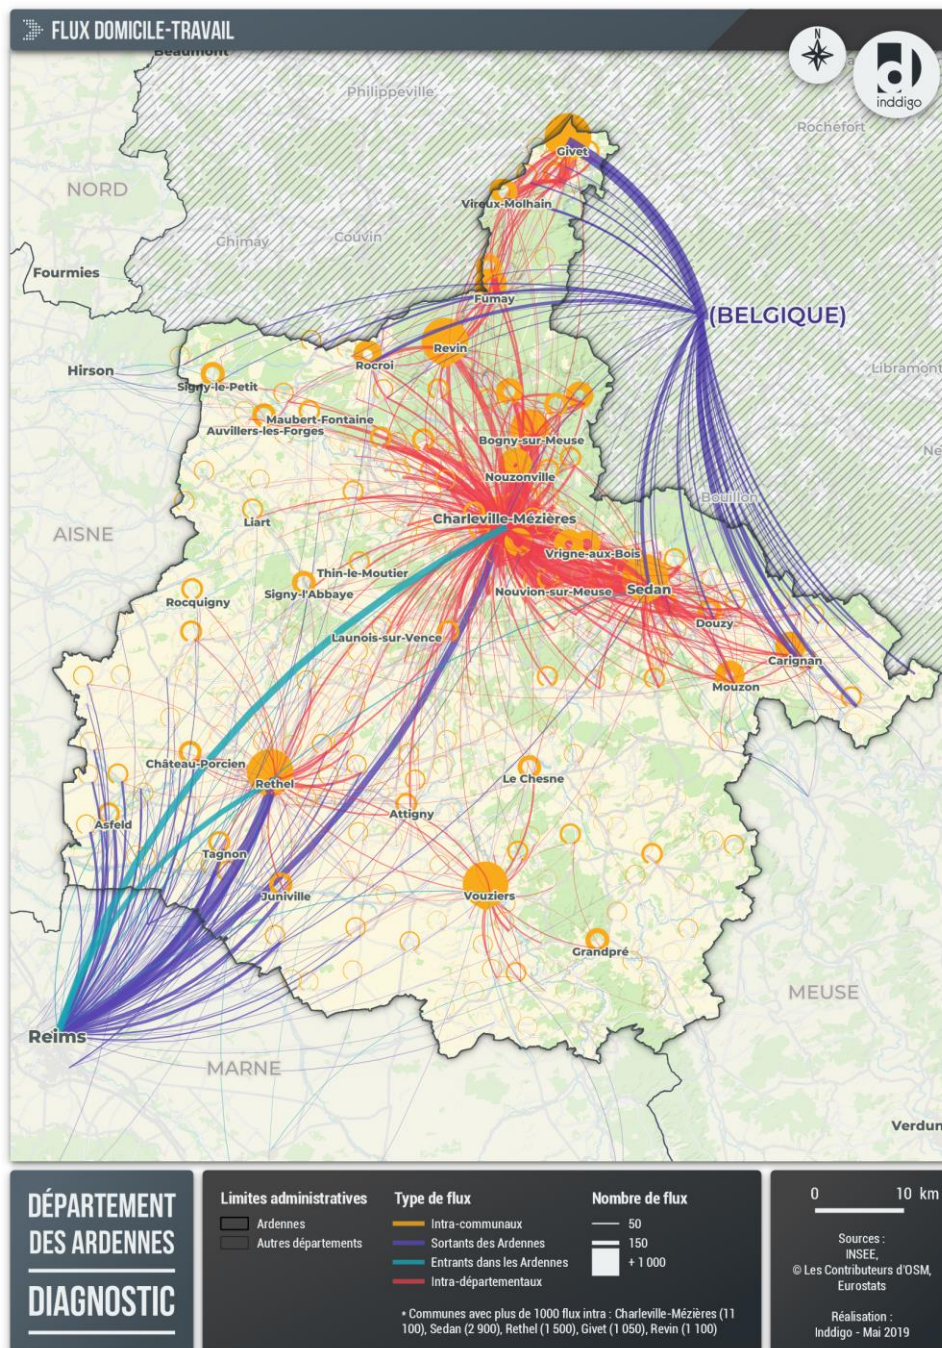 FLUX DOMICILE-TRAVAIL
N
inddigo
Beaumont
Philippeville
Rochefort
Givet
NORD
Vireux-Molhain
Chimay
Couvin
Fourmies
Fumay
(BELGIQUE)
Revin
Rocroi
Hirson
Libramont
Signy-le-Petit
Maubert-Fontaine
Auvillers-les-Forges
Bogny-sur-Meuse
Nouzonville
Bouillon
Liart
Charleville-Mézières
AISNE
Vrigne-aux-Bois
Thin-le-Moutier
Signy-l'Abbaye
Nouvion-sur-Meuse
Sedan
Rocquigny
Douzy
Launois-sur-Vence
Carignan
Mouzon
Château-Porcien
Rethel
Le Chesne
Attigny
Asfeld
Tagnon
Juniville
Vouziers
Grandpré
MEUSE
Reims
MARNE
Verdun
DÉPARTEMENT
DES ARDENNES
DIAGNOSTIC
Limites administratives
Ardennes
Autres départements
Type de flux
Intra-communaux
Sortants des Ardennes
Entrants dans les Ardennes
Intra-départementaux
Nombre de flux
50
150
+ 1 000
* Communes avec plus de 1000 flux intra : Charleville-Mézières (11
100), Sedan (2 900), Rethel (1 500), Givet (1 050), Revin (1 100)
0 10 km
Sources :
INSEE,
© Les Contributeurs d'OSM,
Eurostats
Réalisation :
Inddigo - Mai 2019